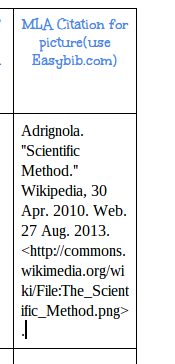 MLA Citation for
picture(use
Easybib.com)
Adrignola.
"Scientific
Method."
Wikipedia, 30
Apr. 2010. Web.
27 Aug. 2013.
<http://commons.
wikimedia.org/wi
ki/File:The_Scient
ific_Method.png>
.